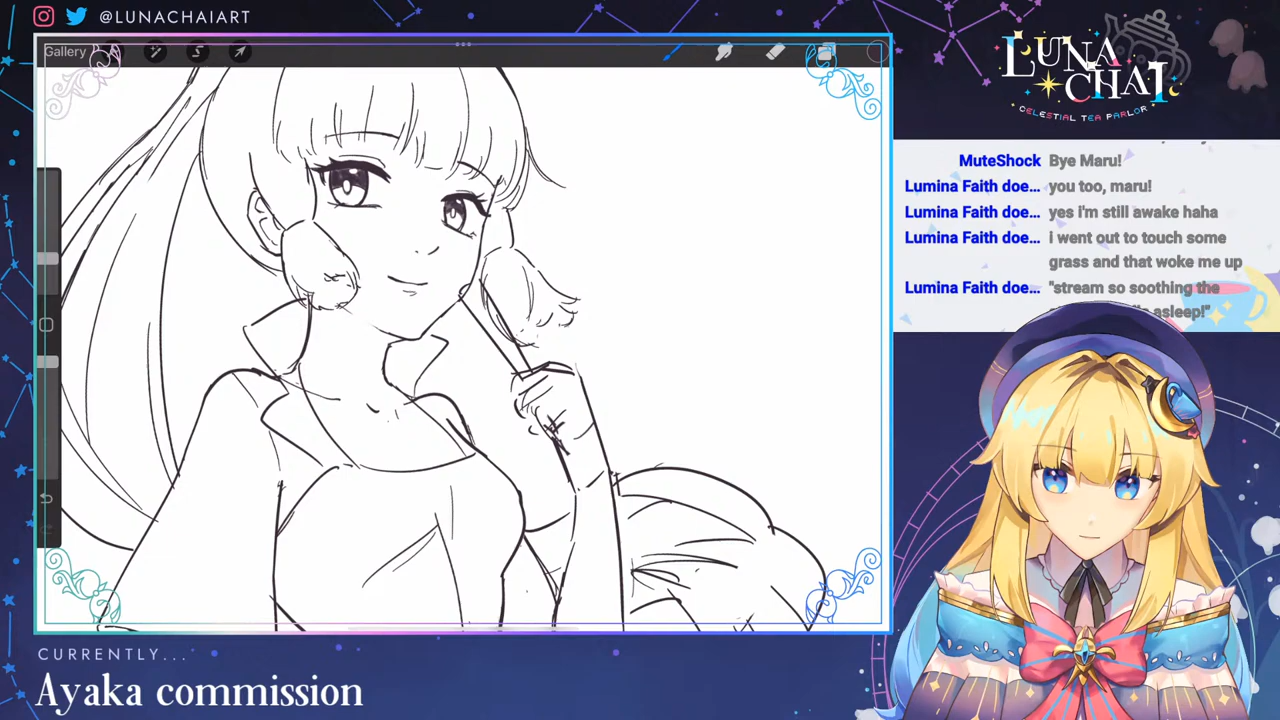 @LUNACHAIART
Gallery
LUNA
CHAI
CELESTIAL TEA PARLOR
MuteShock Bye Maru!
Lumina Faith doe... you too, maru!
Lumina Faith doe... yes i'm still awake haha
Lumina Faith doe... i went out to touch some
grass and that woke me up
Lumina Faith doe... "stream so soothing the
asleep!"
CURRENTLY...
Ayaka commission